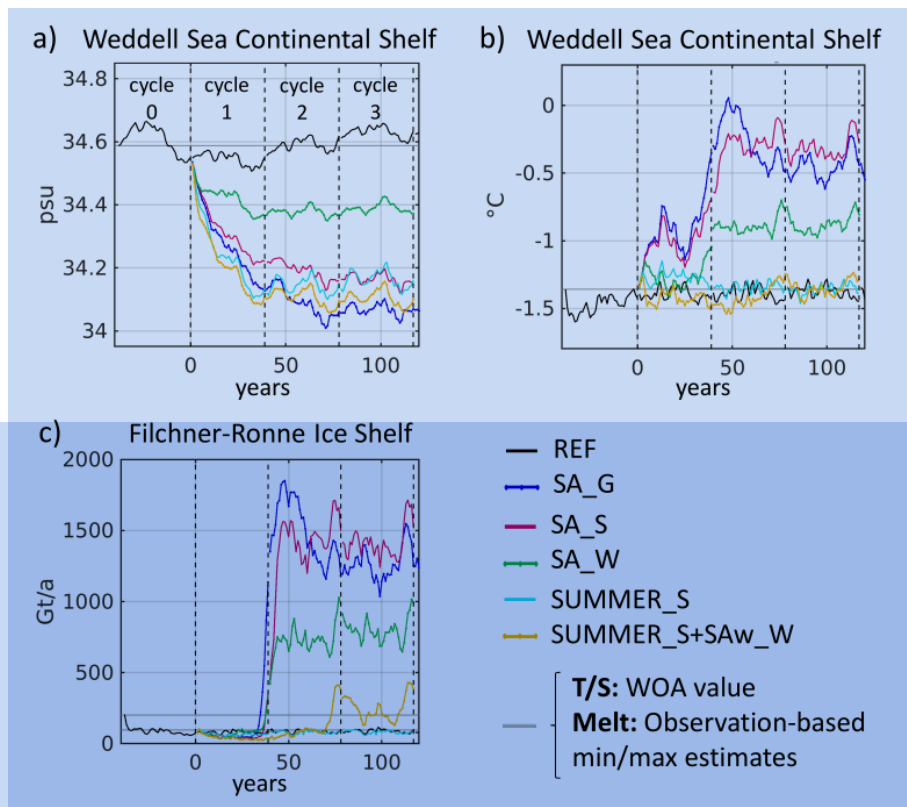 a) Weddell Sea Continental Shelf
34.8
34.6
34.4
34.2
34
psu
cycle 0
cycle 1
cycle 2
cycle 3
0 50 100
years
b) Weddell Sea Continental Shelf
0
-0.5
-1
-1.5
°C
0 50 100
years
c) Filchner-Ronne Ice Shelf
2000
1500
1000
500
0
Gt/a
0 50 100
years
REF
SA_G
SA_S
SA_W
SUMMER_S
SUMMER_S+SAw_W
T/S: WOA value
Melt: Observation-based
min/max estimates